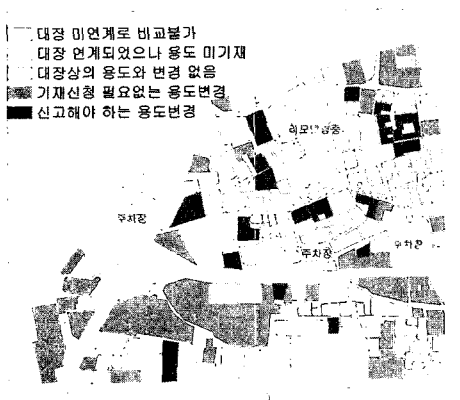 대장 미연계로 비교불가
대장 연계되었으나 용도 미기재
대장상의 용도와 변경 없음
기재신청 필요없는 용도변경
신고해야 하는 용도변경
주차장
주차장
주차장